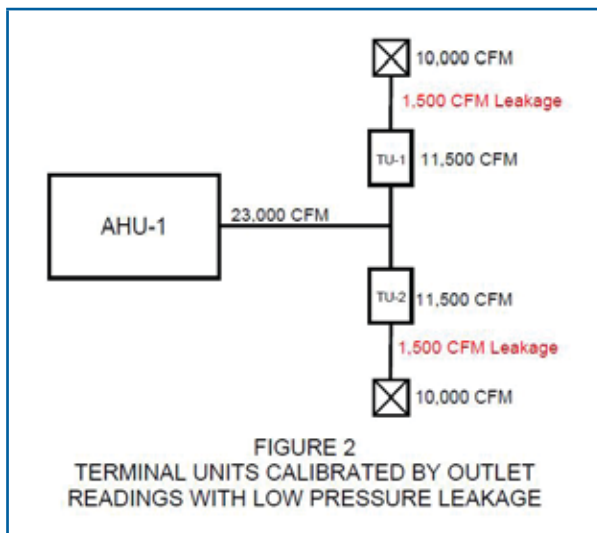 10,000 CFM
1,500 CFM Leakage
TU-1 11,500 CFM
AHU-1 23,000 CFM
TU-2 11,500 CFM
1,500 CFM Leakage
10,000 CFM
FIGURE 2
TERMINAL UNITS CALIBRATED BY OUTLET
READINGS WITH LOW PRESSURE LEAKAGE